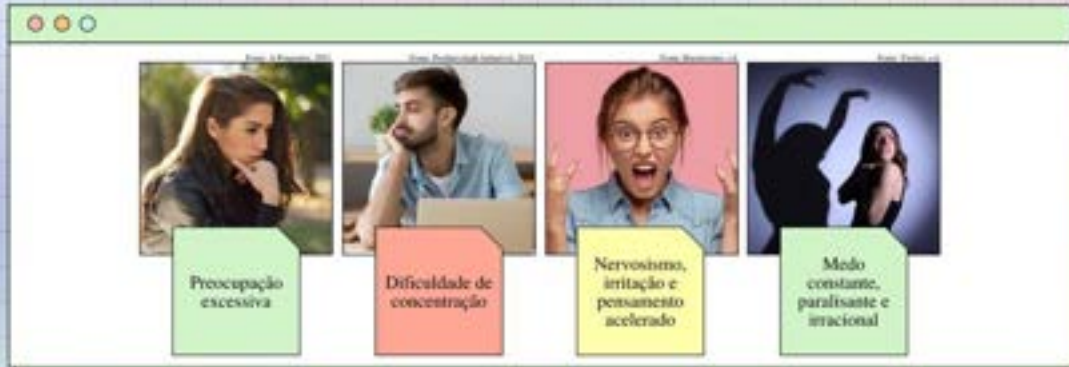 Preocupação
excessiva
Dificuldade de
concentração
Nervosismo,
irritação e
pensamento
acelerado
Medo
constante,
paralisante e
irracional